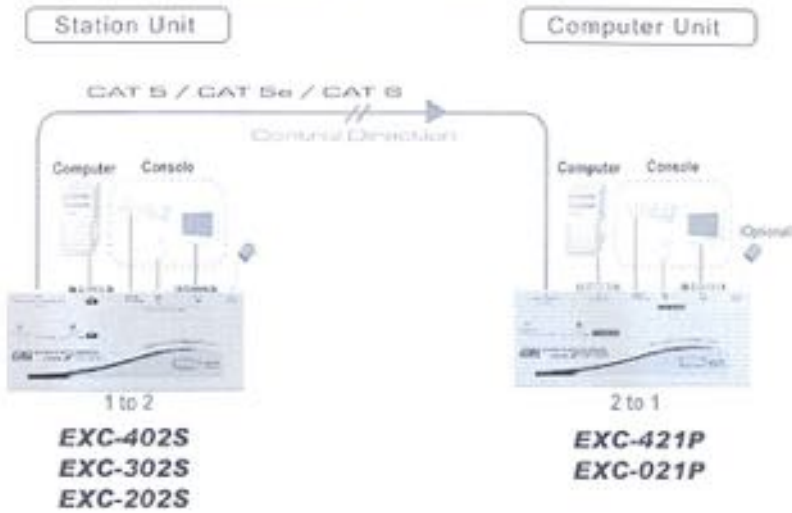 Station Unit
Computer Unit
CAT 5 / CAT 5e / CAT 6
Control Direction
Computer Console
Computer Console
(Optional)
1 to 2
2 to 1
EXC-402S
EXC-302S
EXC-202S
EXC-421P
EXC-021P